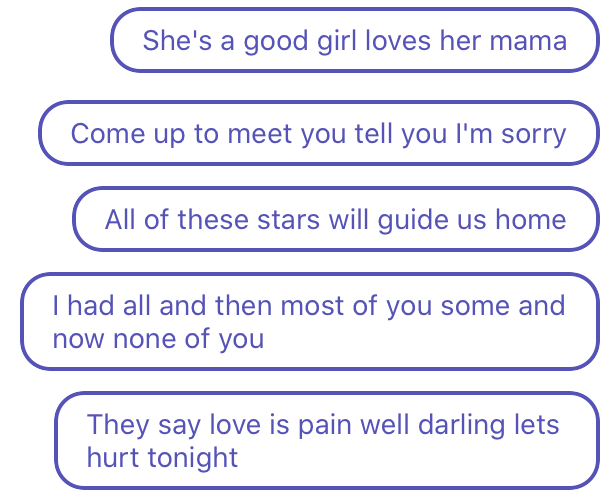 She's a good girl loves her mama
Come up to meet you tell you I'm sorry
All of these stars will guide us home
I had all and then most of you some and
now none of you
They say love is pain well darling lets
hurt tonight